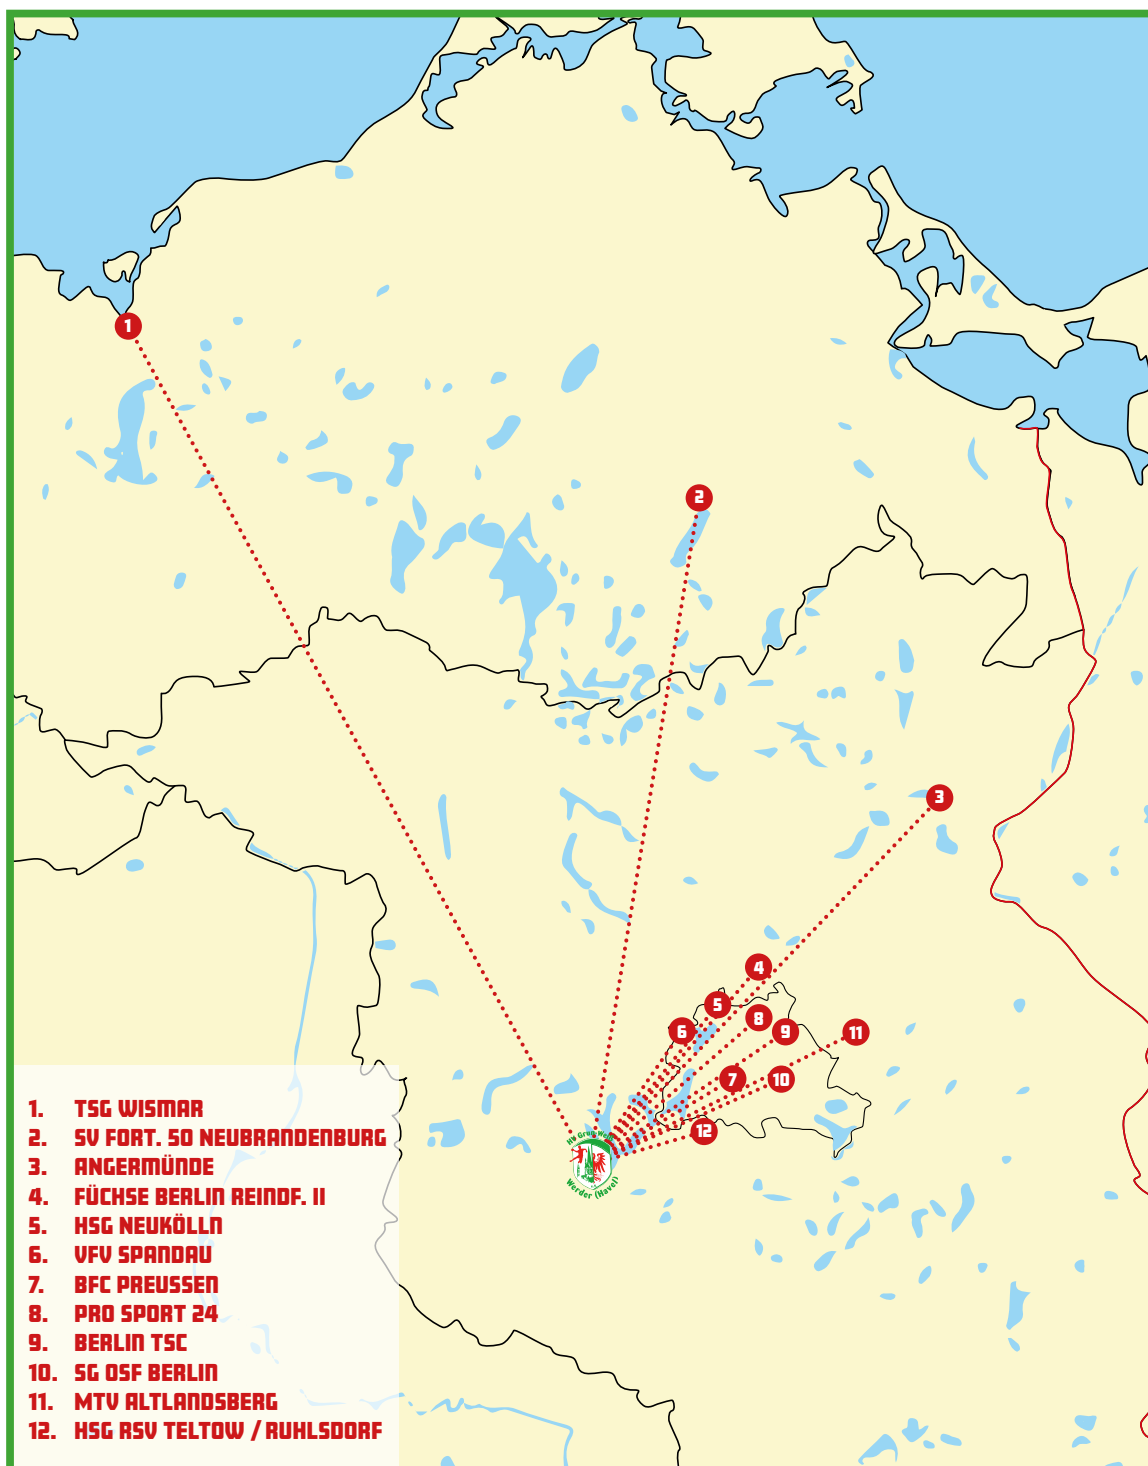 1
2
3
4
5
6
8
9
11
7
10
12
HV Grün-Weiß
Werder (Havel)
1. TSG WISMAR
2. SV FORT. 50 NEUBRANDENBURG
3. ANGERMÜNDE
4. FÜCHSE BERLIN REINDF. II
5. HSG NEUKÖLLN
6. VFV SPANDAU
7. BFC PREUSSEN
8. PRO SPORT 24
9. BERLIN TSC
10. SG OSF BERLIN
11. MTV ALTLANDSBERG
12. HSG RSV TELTOW / RUHLSDORF